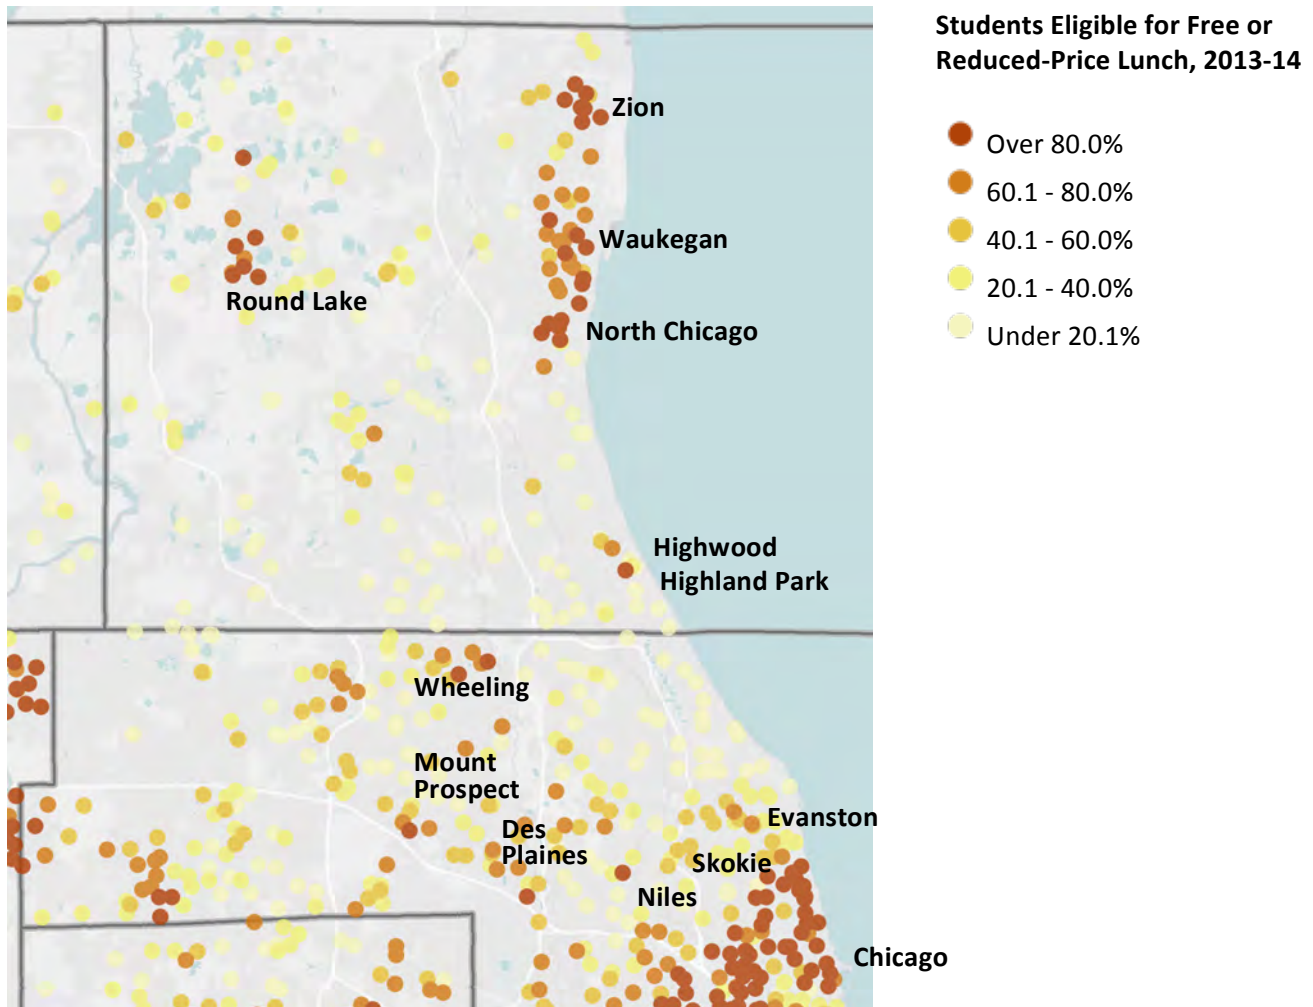 Students Eligible for Free or
Reduced-Price Lunch, 2013-14
Over 80.0%
60.1 - 80.0%
40.1 - 60.0%
20.1 - 40.0%
Under 20.1%
Zion
Waukegan
Round Lake
North Chicago
Highwood
Highland Park
Wheeling
Mount
Prospect
Des
Plaines
Evanston
Skokie
Niles
Chicago